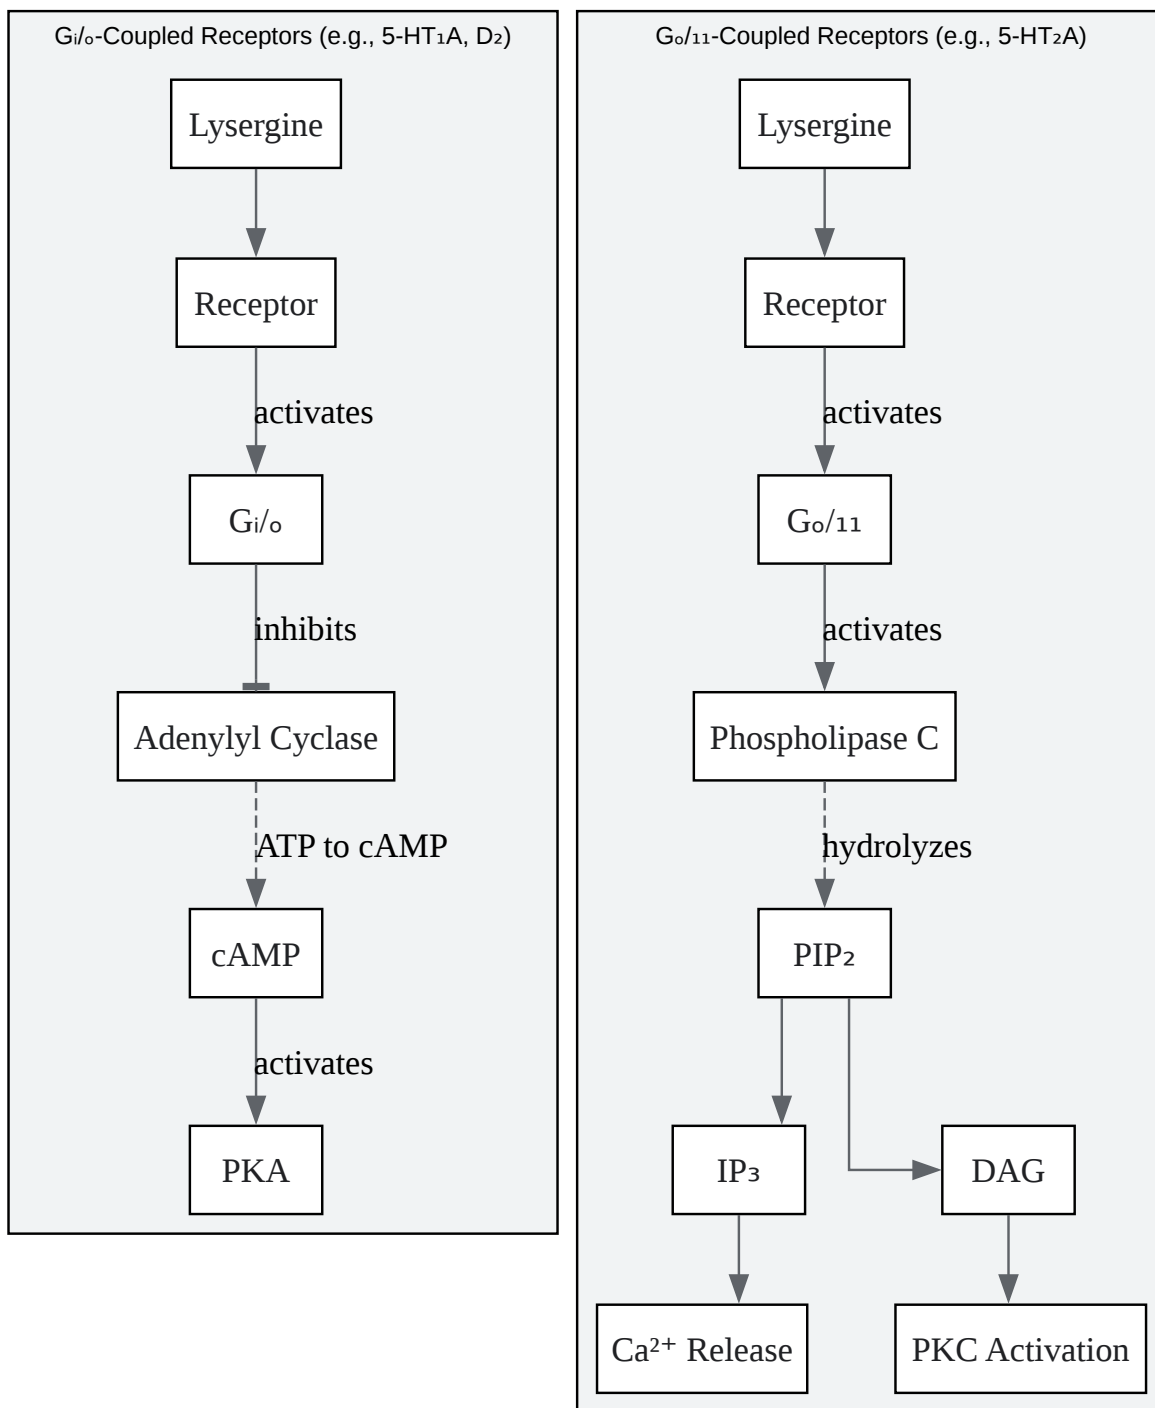 Gᵢ/ₒ-Coupled Receptors (e.g., 5-HT₁A, D₂)
Lysergine
Receptor
activates
Gᵢ/ₒ
inhibits
Adenylyl Cyclase
ATP to cAMP
cAMP
activates
PKA
Gₒ/₁₁-Coupled Receptors (e.g., 5-HT₂A)
Lysergine
Receptor
activates
Gₒ/₁₁
activates
Phospholipase C
hydrolyzes
PIP₂
IP₃
DAG
Ca²⁺ Release
PKC Activation